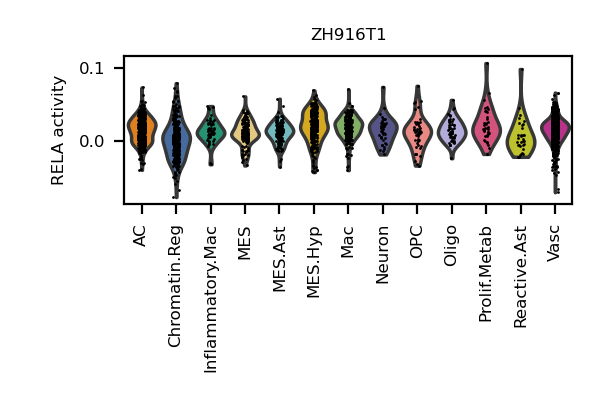 ZH916T1
RELA activity
0.1
0.0
AC
Chromatin.Reg
Inflammatory.Mac
MES
MES.Ast
MES.Hyp
Mac
Neuron
OPC
Oligo
Prolif.Metab
Reactive.Ast
Vasc